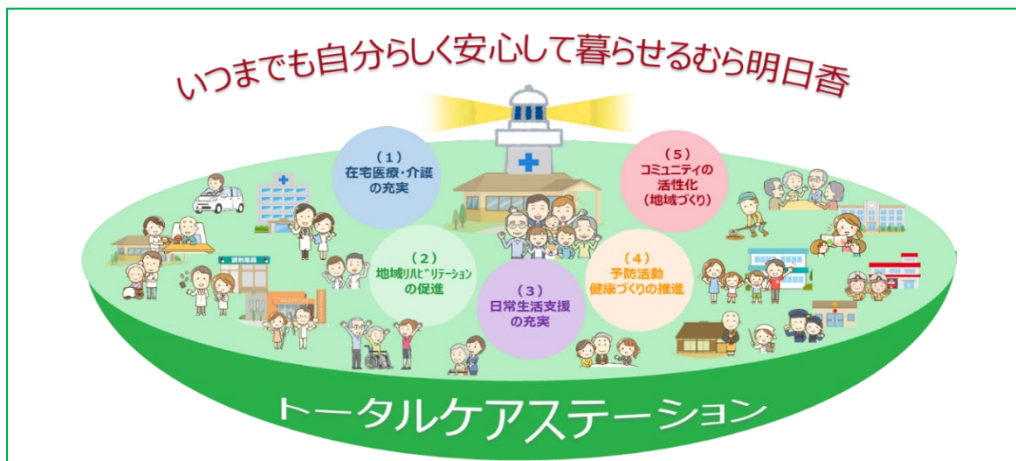 いつまでも自分らしく安心して暮らせるむら明日香
(1)
在宅医療・介護
の充実
(2)
地域ﾘﾊﾋﾞﾘﾃｰｼｮﾝ
の促進
(3)
日常生活支援
の充実
(4)
予防活動
健康づくりの推進
(5)
コミュニティの
活性化
(地域づくり)
調剤薬局
トータルケアステーション